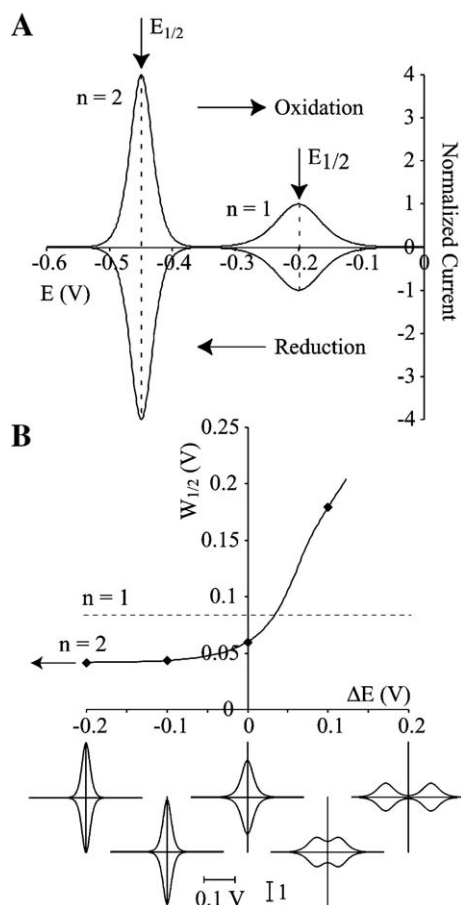 A
E1/2
n = 2
Oxidation
E1/2
n = 1
4
3
2
1
0
-1
-2
-3
-4
Normalized Current
-0.6 -0.5 -0.4 -0.3 -0.2 -0.1 0
E (V)
Reduction
B
W1/2 (V)
0.25
0.2
0.15
0.1
0.05
0
n = 1
n = 2
ΔE (V)
-0.2 -0.1 0 0.1 0.2
0.1 V
1